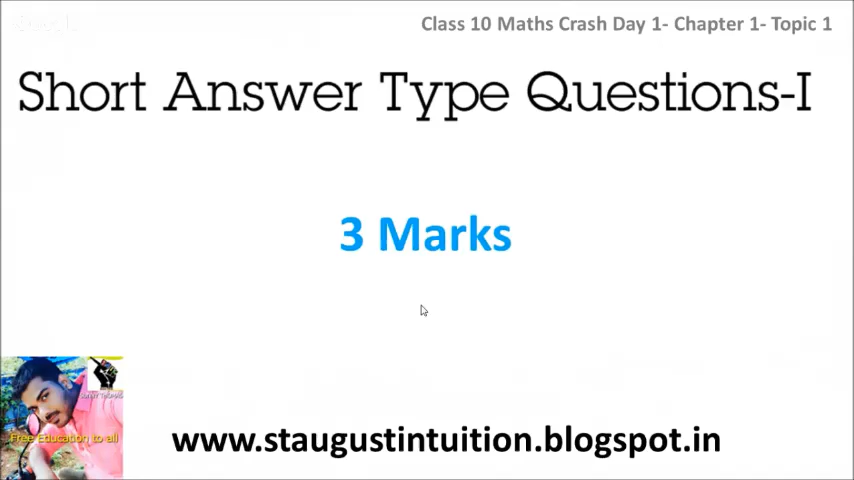 Class 10 Maths Crash Day 1- Chapter 1- Topic 1
Short Answer Type Questions-I
3 Marks
Free Education to all
www.staugustintuition.blogspot.in